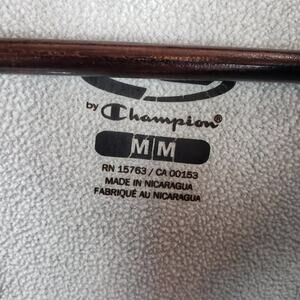 by Champion®
M M
RN 15763 / CA 00153
MADE IN NICARAGUA
FABRIQUÉ AU NICARAGUA